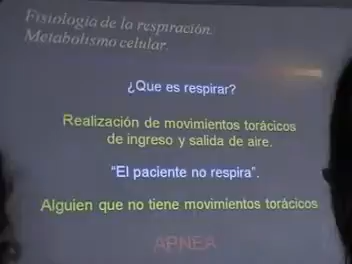 Fisiología de la respiración.
Metabolismo celular.
¿Que es respirar?
Realización de movimientos torácicos
de ingreso y salida de aire.
"El paciente no respira".
Alguien que no tiene movimientos torácicos
APNEA